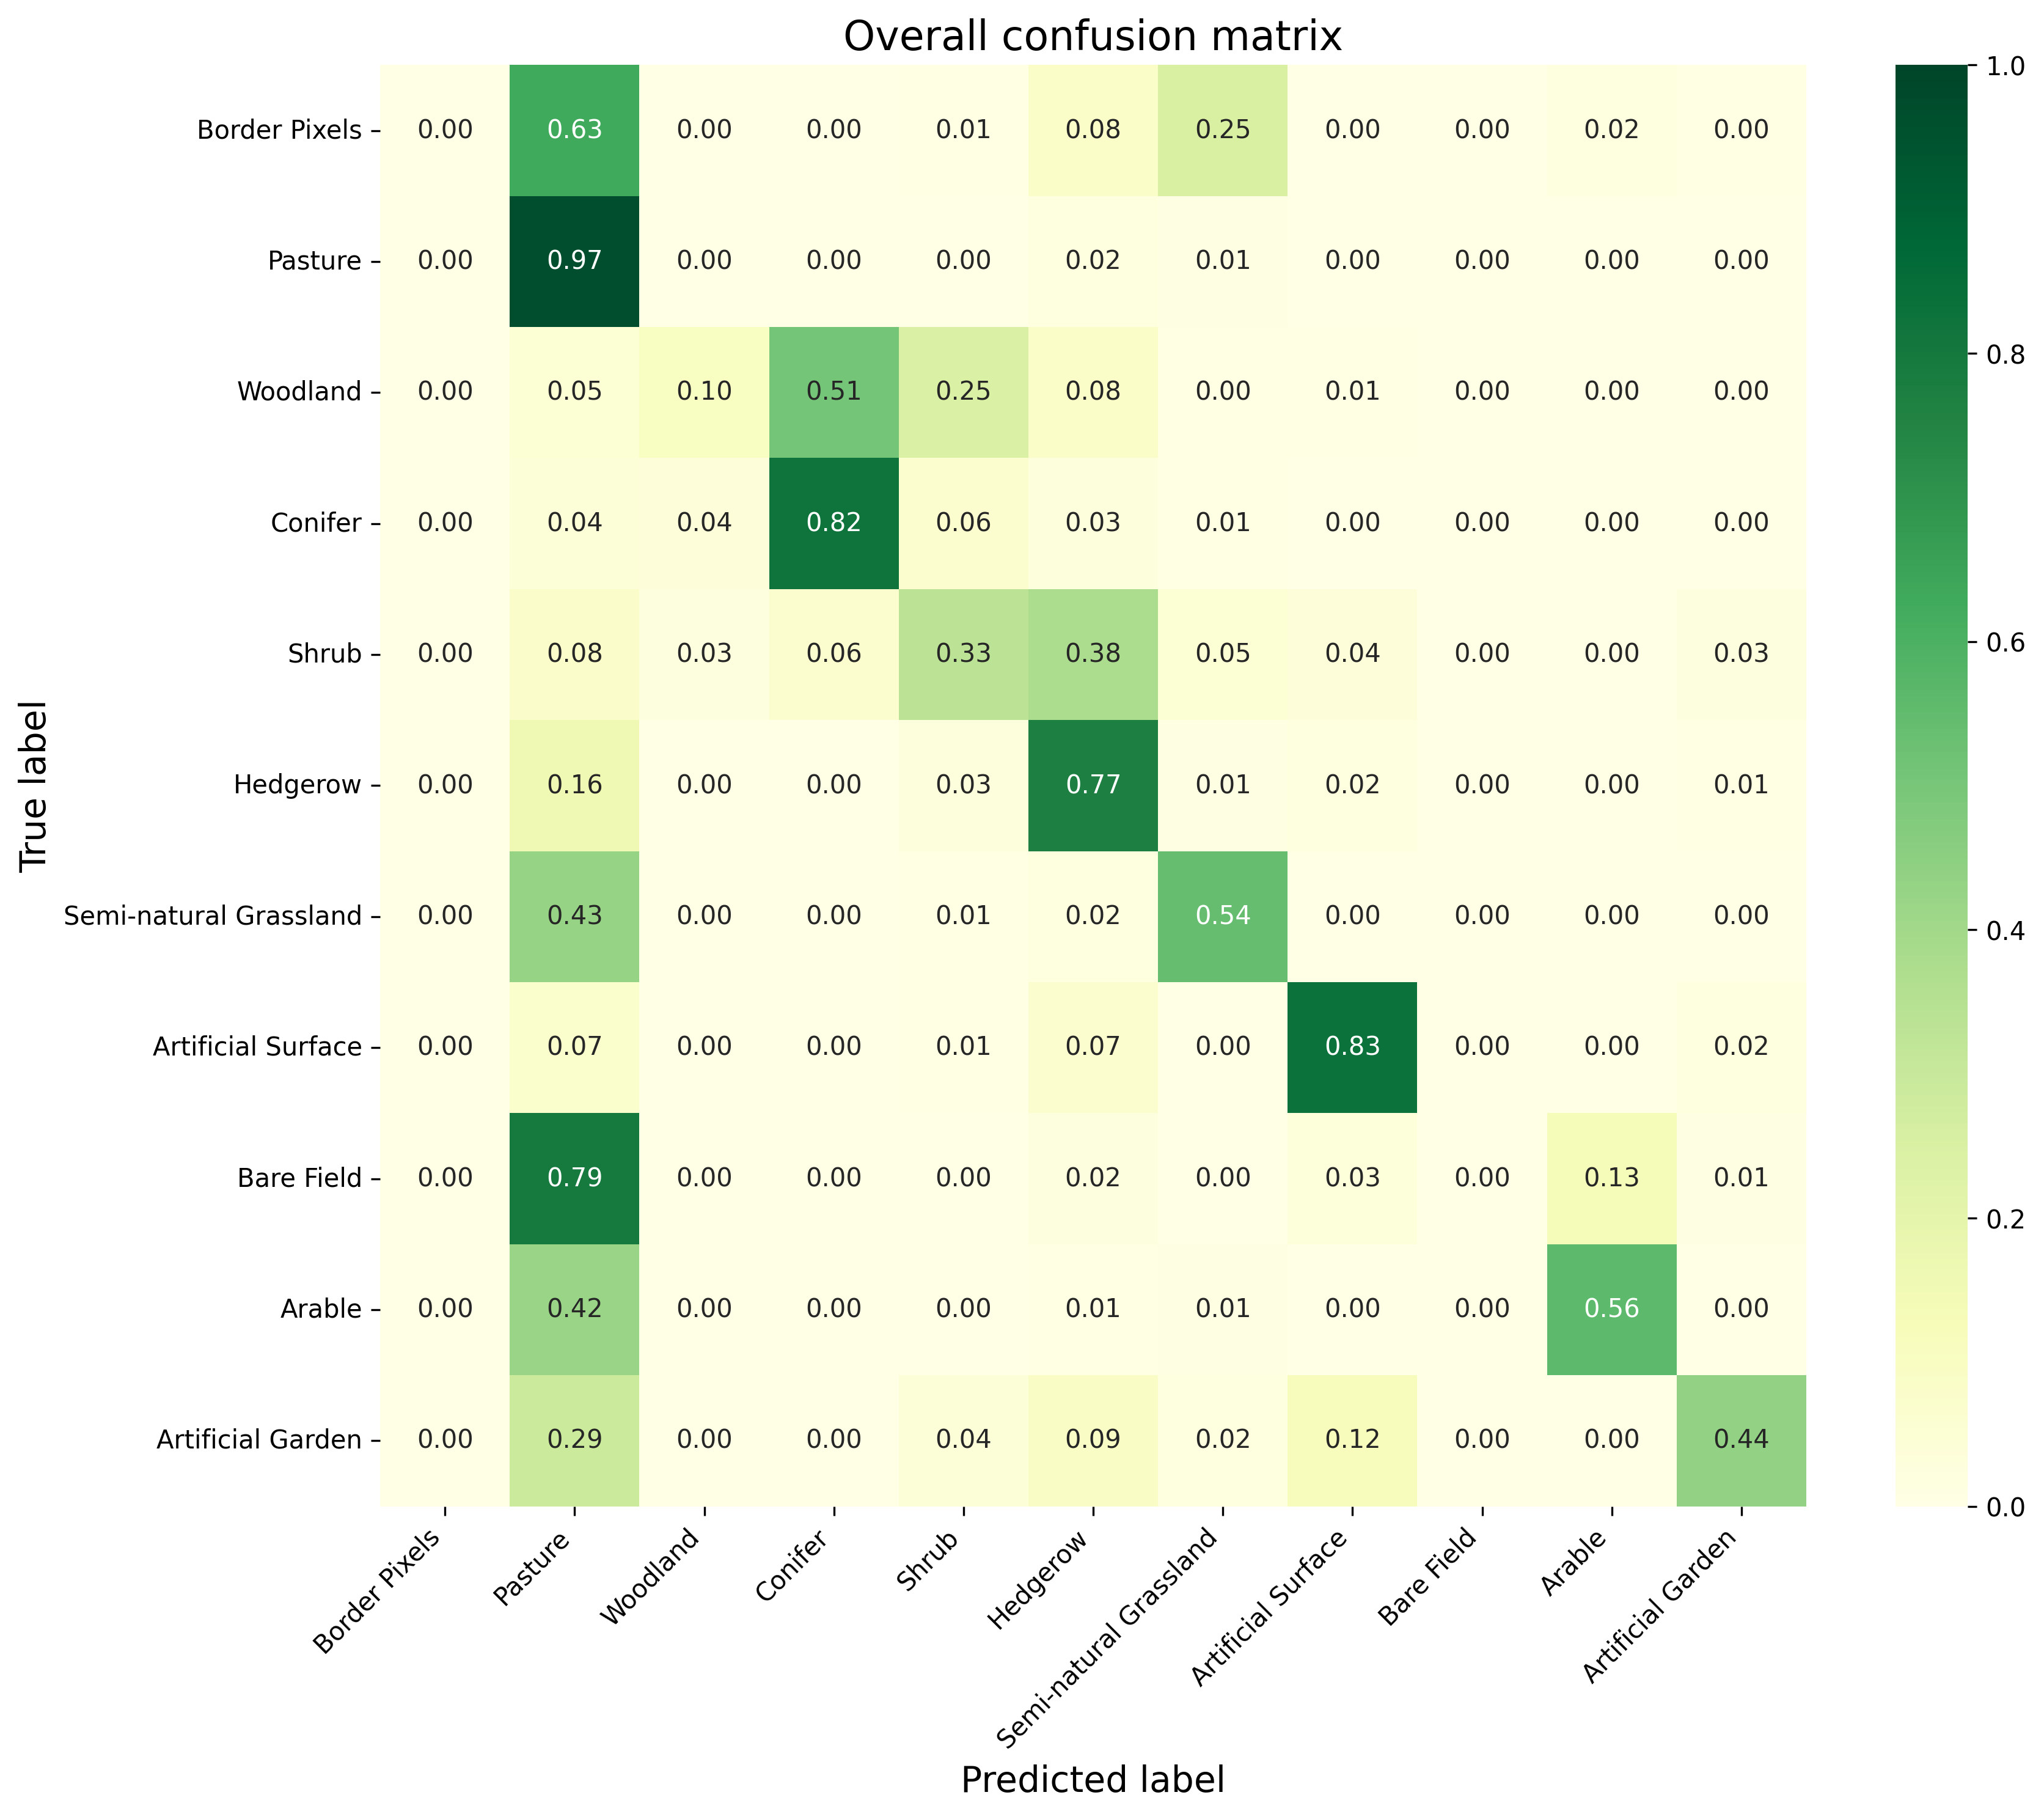 Overall confusion matrix
1.0
Border Pixels 0.00 0.63 0.00 0.00 0.01 0.08 0.25 0.00 0.00 0.02 0.00
Pasture 0.00 0.97 0.00 0.00 0.00 0.02 0.01 0.00 0.00 0.00 0.00
0.8
Woodland 0.00 0.05 0.10 0.51 0.25 0.08 0.00 0.01 0.00 0.00 0.00
Conifer 0.00 0.04 0.04 0.82 0.06 0.03 0.01 0.00 0.00 0.00 0.00
0.6
Shrub 0.00 0.08 0.03 0.06 0.33 0.38 0.05 0.04 0.00 0.00 0.03
True label
Hedgerow 0.00 0.16 0.00 0.00 0.03 0.77 0.01 0.02 0.00 0.00 0.01
Semi-natural Grassland 0.00 0.43 0.00 0.00 0.01 0.02 0.54 0.00 0.00 0.00 0.00
0.4
Artificial Surface 0.00 0.07 0.00 0.00 0.01 0.07 0.00 0.83 0.00 0.00 0.02
Bare Field 0.00 0.79 0.00 0.00 0.00 0.02 0.00 0.03 0.00 0.13 0.01
0.2
Arable 0.00 0.42 0.00 0.00 0.00 0.01 0.01 0.00 0.00 0.56 0.00
Artificial Garden 0.00 0.29 0.00 0.00 0.04 0.09 0.02 0.12 0.00 0.00 0.44
0.0
Border Pixels
Pasture
Woodland
Conifer
Shrub
Hedgerow
Semi-natural Grassland
Artificial Surface
Bare Field
Arable
Artificial Garden
Predicted label